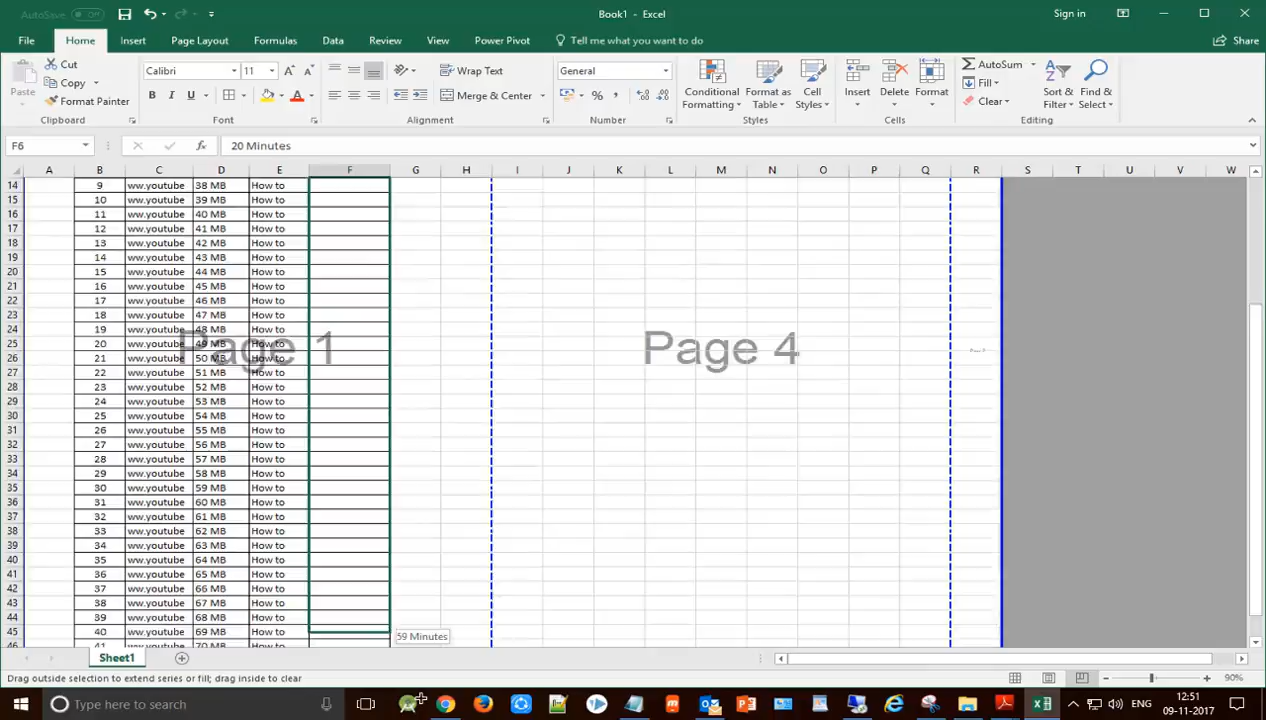 AutoSave Off Book1 - Excel Sign in
File Home Insert Page Layout Formulas Data Review View Power Pivot Tell me what you want to do Share
Paste Cut Copy Format Painter Clipboard
Calibri 11 B I U Font
Wrap Text Merge & Center Alignment
General % Number
Conditional Formatting Format as Table Cell Styles Styles
Insert Delete Format Cells
AutoSum Fill Clear Sort & Filter Find & Select Editing
F6 fx 20 Minutes
A B C D E F G H I J K L M N O P Q R S T U V W
14 9 ww.youtube 38 MB How to
15 10 ww.youtube 39 MB How to
16 11 ww.youtube 40 MB How to
17 12 ww.youtube 41 MB How to
18 13 ww.youtube 42 MB How to
19 14 ww.youtube 43 MB How to
20 15 ww.youtube 44 MB How to
21 16 ww.youtube 45 MB How to
22 17 ww.youtube 46 MB How to
23 18 ww.youtube 47 MB How to
24 19 ww.youtube 48 MB How to
25 20 ww.youtube 49 MB How to
Page 1 Page 4
26 21 ww.youtube 50 MB How to
27 22 ww.youtube 51 MB How to
28 23 ww.youtube 52 MB How to
29 24 ww.youtube 53 MB How to
30 25 ww.youtube 54 MB How to
31 26 ww.youtube 55 MB How to
32 27 ww.youtube 56 MB How to
33 28 ww.youtube 57 MB How to
34 29 ww.youtube 58 MB How to
35 30 ww.youtube 59 MB How to
36 31 ww.youtube 60 MB How to
37 32 ww.youtube 61 MB How to
38 33 ww.youtube 62 MB How to
39 34 ww.youtube 63 MB How to
40 35 ww.youtube 64 MB How to
41 36 ww.youtube 65 MB How to
42 37 ww.youtube 66 MB How to
43 38 ww.youtube 67 MB How to
44 39 ww.youtube 68 MB How to
45 40 ww.youtube 69 MB How to
59 Minutes
46 41 ww.youtube 70 MB How to
Sheet1
Drag outside selection to extend series or fill; drag inside to clear 90%
Type here to search ENG 12:51
09-11-2017